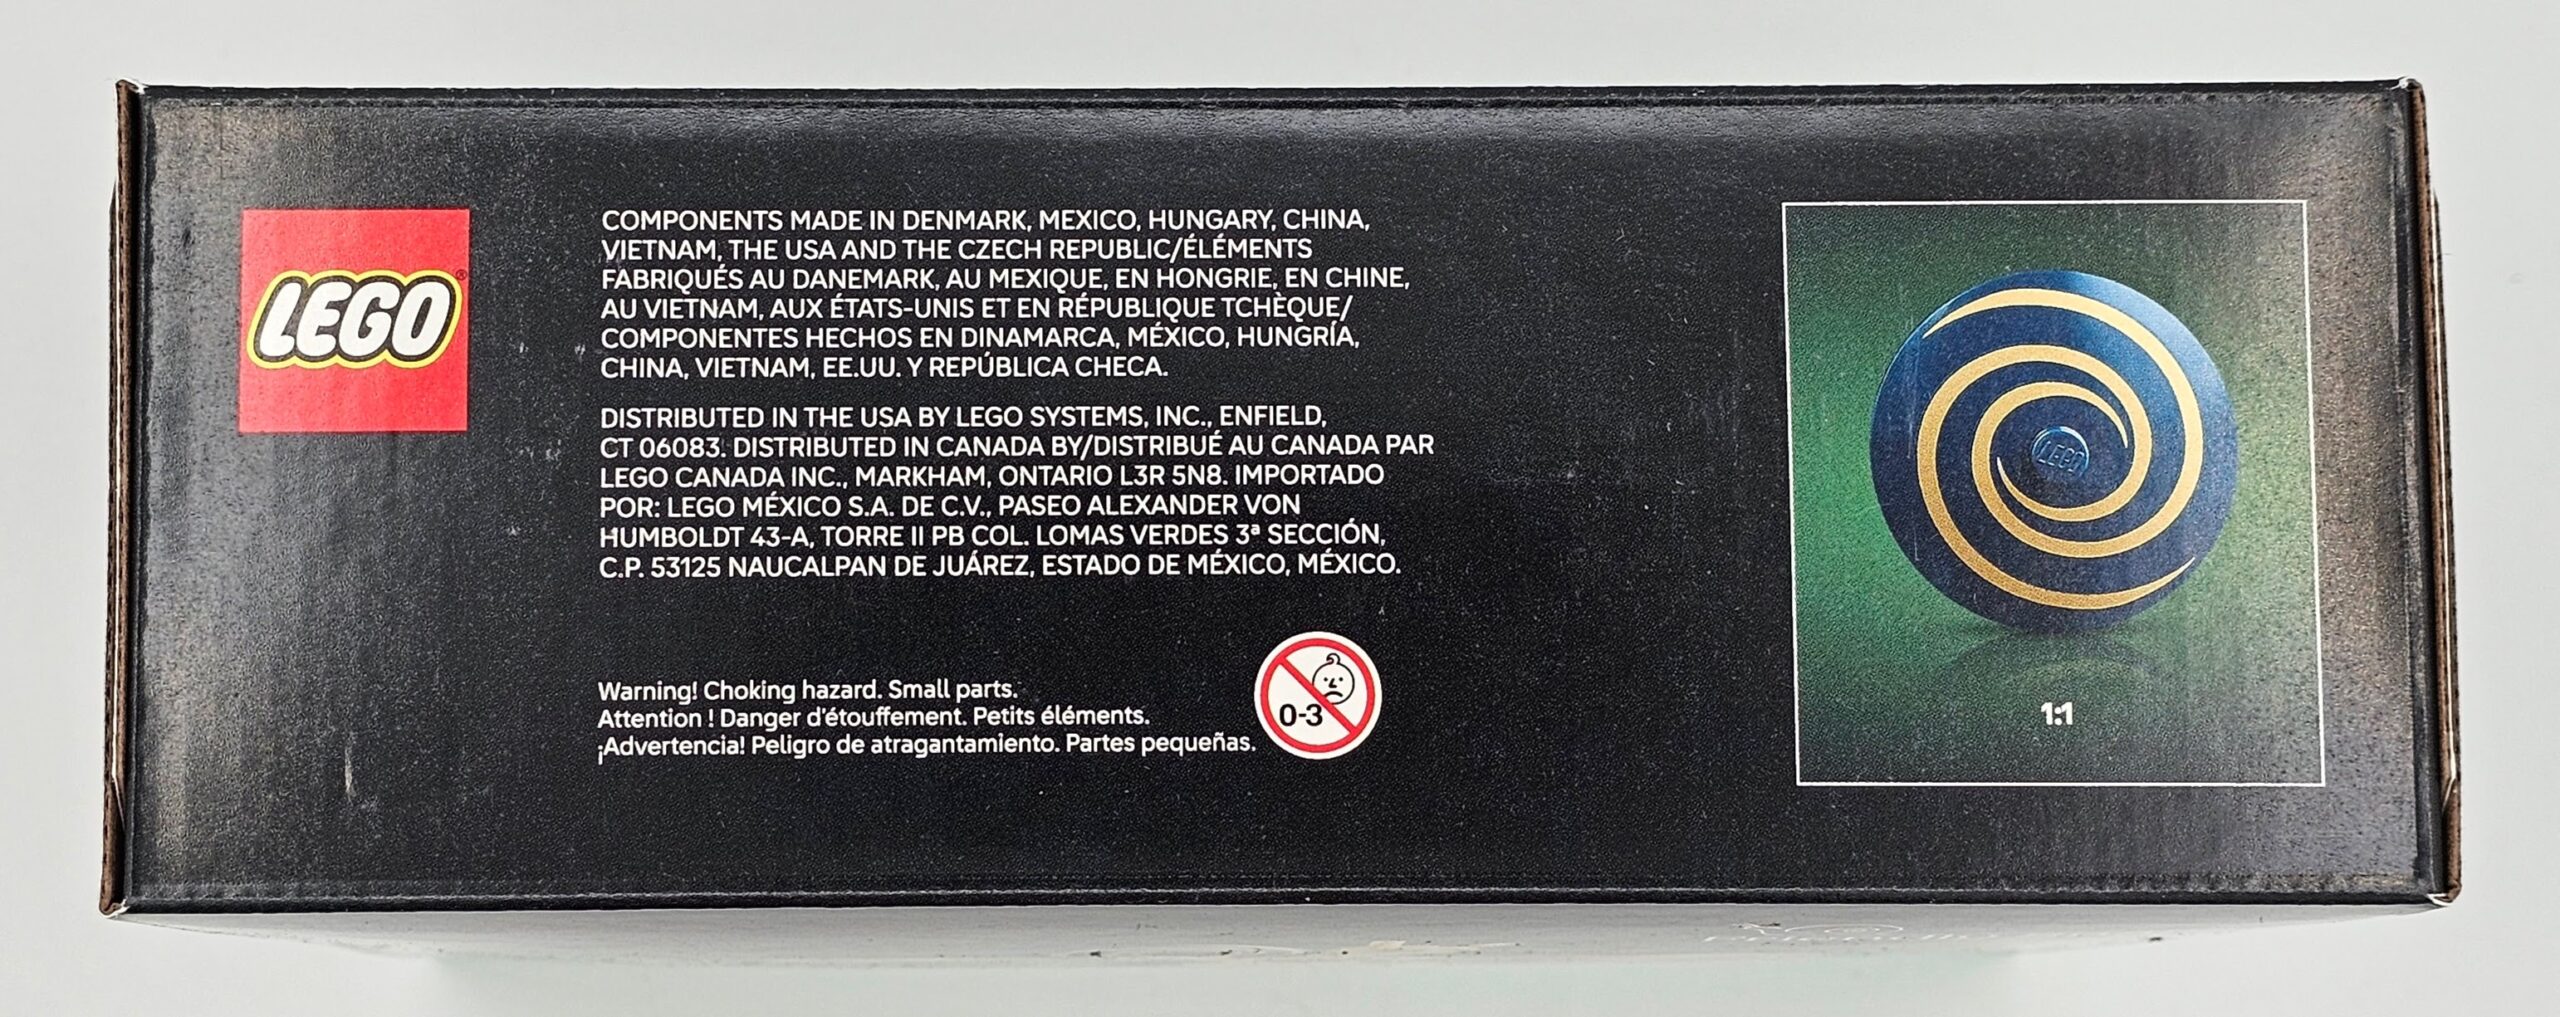 LEGO
COMPONENTS MADE IN DENMARK, MEXICO, HUNGARY, CHINA,
VIETNAM, THE USA AND THE CZECH REPUBLIC/ÉLÉMENTS
FABRIQUÉS AU DANEMARK, AU MEXIQUE, EN HONGRIE, EN CHINE,
AU VIETNAM, AUX ÉTATS-UNIS ET EN RÉPUBLIQUE TCHÈQUE/
COMPONENTES HECHOS EN DINAMARCA, MÉXICO, HUNGRÍA,
CHINA, VIETNAM, EE.UU. Y REPÚBLICA CHECA.
DISTRIBUTED IN THE USA BY LEGO SYSTEMS, INC., ENFIELD,
CT 06083. DISTRIBUTED IN CANADA BY/DISTRIBUÉ AU CANADA PAR
LEGO CANADA INC., MARKHAM, ONTARIO L3R 5N8. IMPORTADO
POR: LEGO MÉXICO S.A. DE C.V., PASEO ALEXANDER VON
HUMBOLDT 43-A, TORRE II PB COL. LOMAS VERDES 3ª SECCIÓN,
C.P. 53125 NAUCALPAN DE JUÁREZ, ESTADO DE MÉXICO, MÉXICO.
Warning! Choking hazard. Small parts.
Attention ! Danger d'étouffement. Petits éléments.
¡Advertencia! Peligro de atragantamiento. Partes pequeñas.
0-3
LEGO
1:1